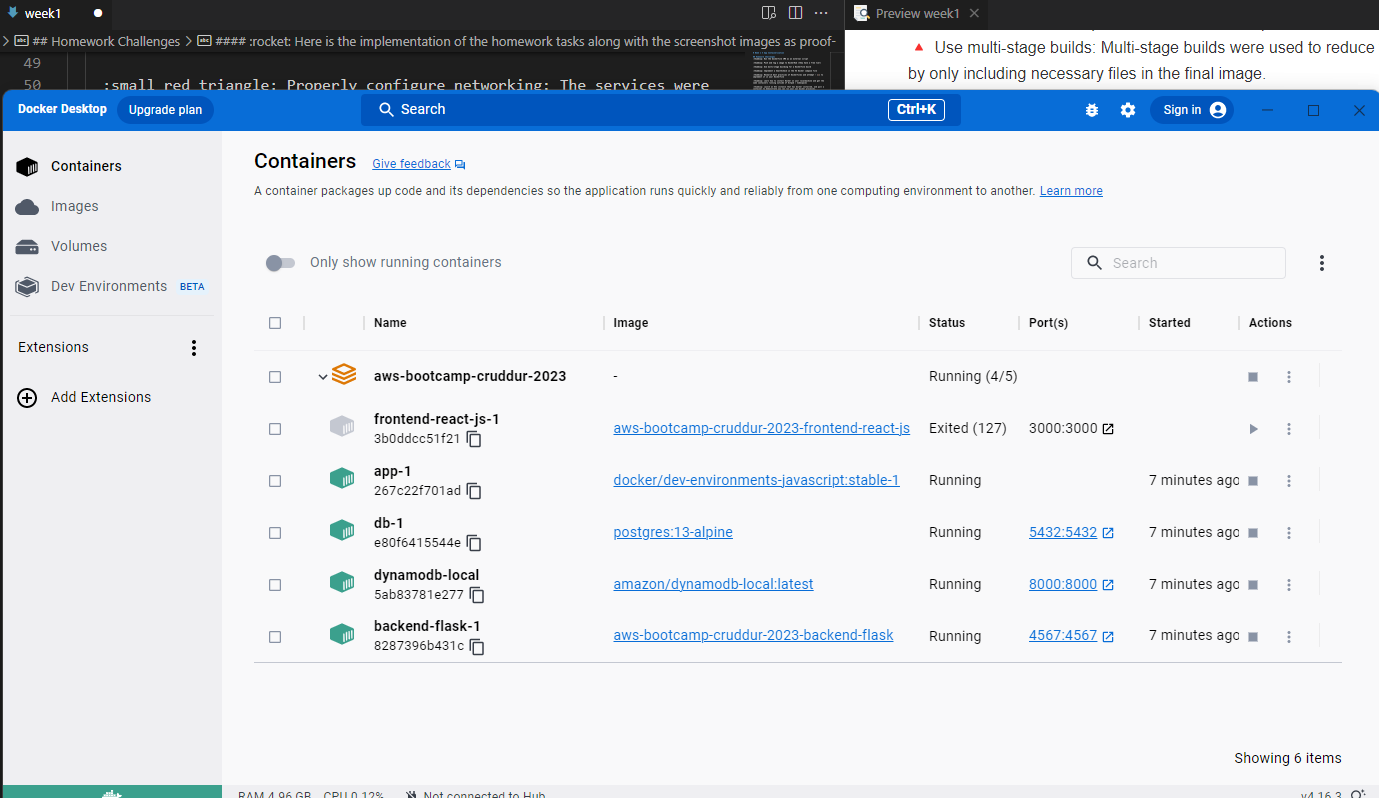 week1
Preview week1
## Homework Challenges
#### :rocket: Here is the implementation of the homework tasks along with the screenshot images as proof-
49
50
:small_red_triangle: Properly configure networking: The services were
Use multi-stage builds: Multi-stage builds were used to reduce
by only including necessary files in the final image.
Docker Desktop
Upgrade plan
Search
Ctrl+K
Sign in
Containers
Images
Volumes
Dev Environments BETA
Extensions
Add Extensions
Containers Give feedback
A container packages up code and its dependencies so the application runs quickly and reliably from one computing environment to another. Learn more
Only show running containers
Search
Name Image Status Port(s) Started Actions
aws-bootcamp-cruddur-2023 - Running (4/5)
frontend-react-js-1
3b0ddcc51f21
aws-bootcamp-cruddur-2023-frontend-react-js Exited (127) 3000:3000
app-1
267c22f701ad
docker/dev-environments-javascript:stable-1 Running 7 minutes ago
db-1
e80f6415544e
postgres:13-alpine Running 5432:5432 7 minutes ago
dynamodb-local
5ab83781e277
amazon/dynamodb-local:latest Running 8000:8000 7 minutes ago
backend-flask-1
8287396b431c
aws-bootcamp-cruddur-2023-backend-flask Running 4567:4567 7 minutes ago
Showing 6 items
RAM 4.96 GB CPU 0.12% Not connected to Hub
v4.16.3